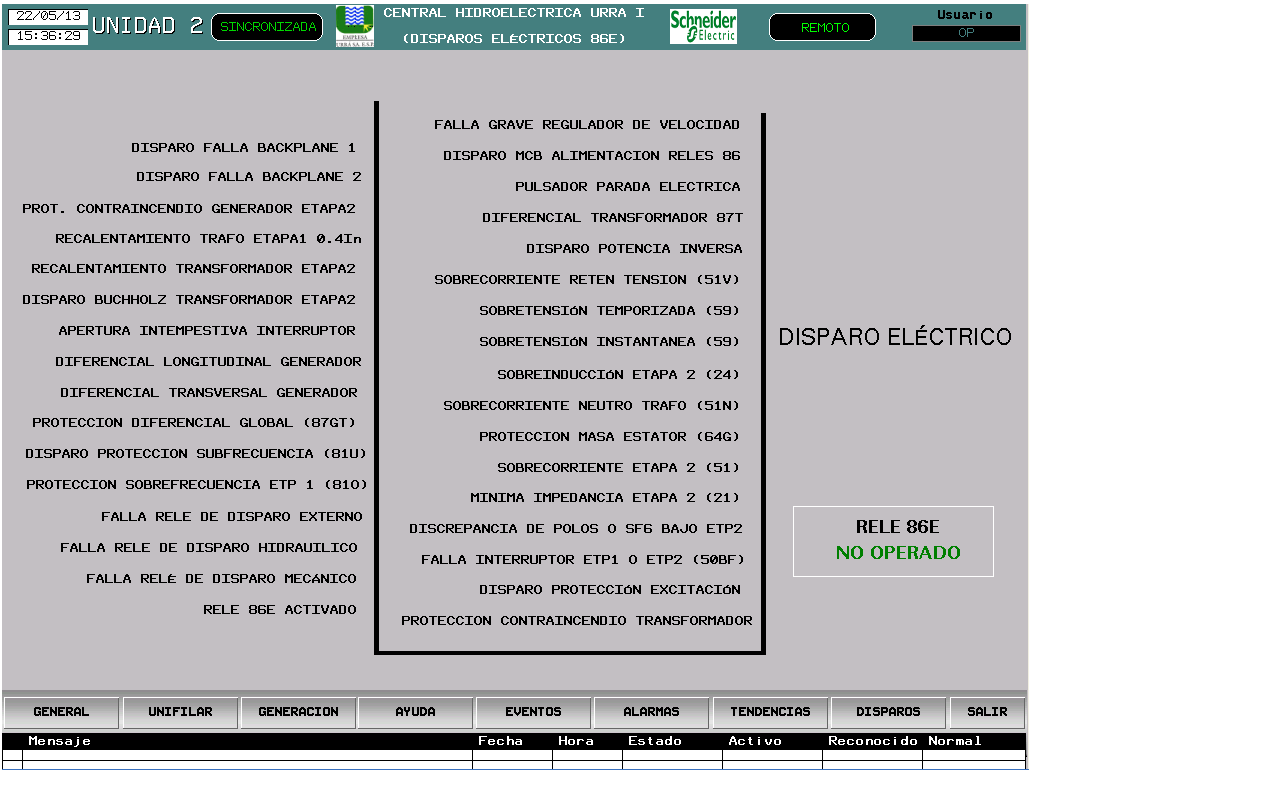 22/05/13
15:36:29
UNIDAD 2
SINCRONIZADA
EMPRESA
URRÁ S.A. E.S.P.
CENTRAL HIDROELECTRICA URRA I
(DISPAROS ELÉCTRICOS 86E)
Schneider
Electric
REMOTO
Usuario
OP
DISPARO FALLA BACKPLANE 1
DISPARO FALLA BACKPLANE 2
PROT. CONTRAINCENDIO GENERADOR ETAPA2
RECALENTAMIENTO TRAFO ETAPA1 0.4In
RECALENTAMIENTO TRANSFORMADOR ETAPA2
DISPARO BUCHHOLZ TRANSFORMADOR ETAPA2
APERTURA INTEMPESTIVA INTERRUPTOR
DIFERENCIAL LONGITUDINAL GENERADOR
DIFERENCIAL TRANSVERSAL GENERADOR
PROTECCION DIFERENCIAL GLOBAL (87GT)
DISPARO PROTECCION SUBFRECUENCIA (81U)
PROTECCION SOBREFRECUENCIA ETP 1 (81O)
FALLA RELE DE DISPARO EXTERNO
FALLA RELE DE DISPARO HIDRAUILICO
FALLA RELÉ DE DISPARO MECÁNICO
RELE 86E ACTIVADO
FALLA GRAVE REGULADOR DE VELOCIDAD
DISPARO MCB ALIMENTACION RELES 86
PULSADOR PARADA ELECTRICA
DIFERENCIAL TRANSFORMADOR 87T
DISPARO POTENCIA INVERSA
SOBRECORRIENTE RETEN TENSION (51V)
SOBRETENSIÓN TEMPORIZADA (59)
SOBRETENSIÓN INSTANTANEA (59)
SOBREINDUCCIÓN ETAPA 2 (24)
SOBRECORRIENTE NEUTRO TRAFO (51N)
PROTECCION MASA ESTATOR (64G)
SOBRECORRIENTE ETAPA 2 (51)
MINIMA IMPEDANCIA ETAPA 2 (21)
DISCREPANCIA DE POLOS O SF6 BAJO ETP2
FALLA INTERRUPTOR ETP1 O ETP2 (50BF)
DISPARO PROTECCIÓN EXCITACIÓN
PROTECCION CONTRAINCENDIO TRANSFORMADOR
DISPARO ELÉCTRICO
RELE 86E
NO OPERADO
GENERAL UNIFILAR GENERACION AYUDA EVENTOS ALARMAS TENDENCIAS DISPAROS SALIR
Mensaje Fecha Hora Estado Activo Reconocido Normal